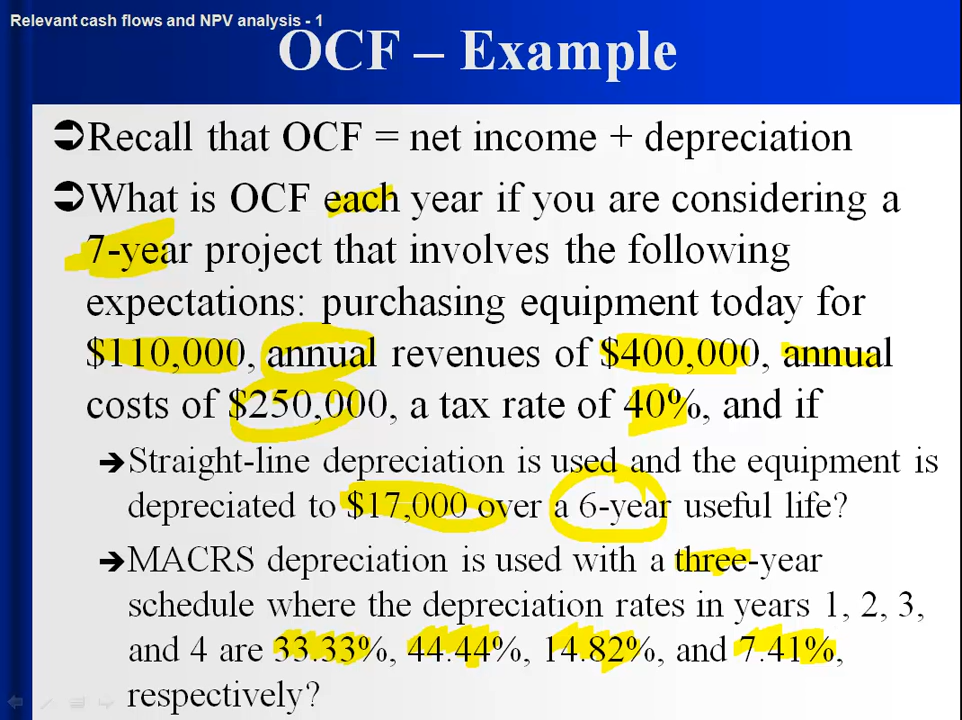 Relevant cash flows and NPV analysis - 1
OCF – Example
Recall that OCF = net income + depreciation
What is OCF each year if you are considering a
7-year project that involves the following
expectations: purchasing equipment today for
$110,000, annual revenues of $400,000, annual
costs of $250,000, a tax rate of 40%, and if
Straight-line depreciation is used and the equipment is
depreciated to $17,000 over a 6-year useful life?
MACRS depreciation is used with a three-year
schedule where the depreciation rates in years 1, 2, 3,
and 4 are 33.33%, 44.44%, 14.82%, and 7.41%,
respectively?